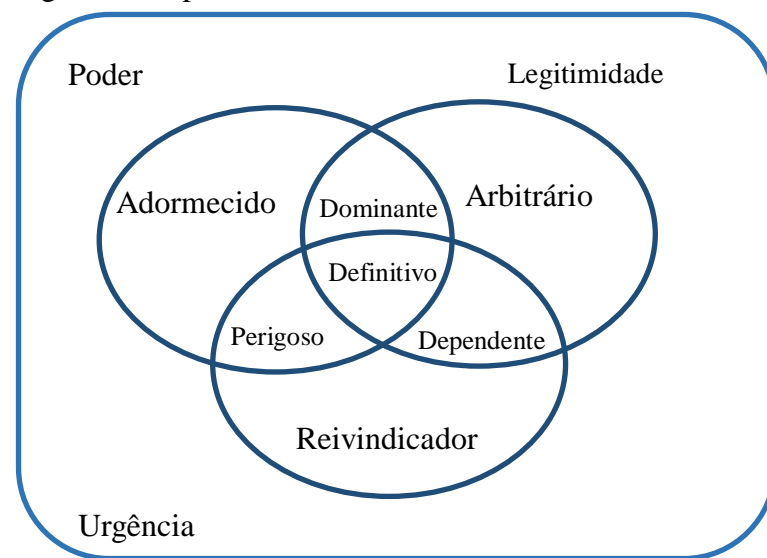 Poder
Legitimidade
Adormecido
Dominante
Arbitrário
Definitivo
Perigoso
Dependente
Reivindicador
Urgência